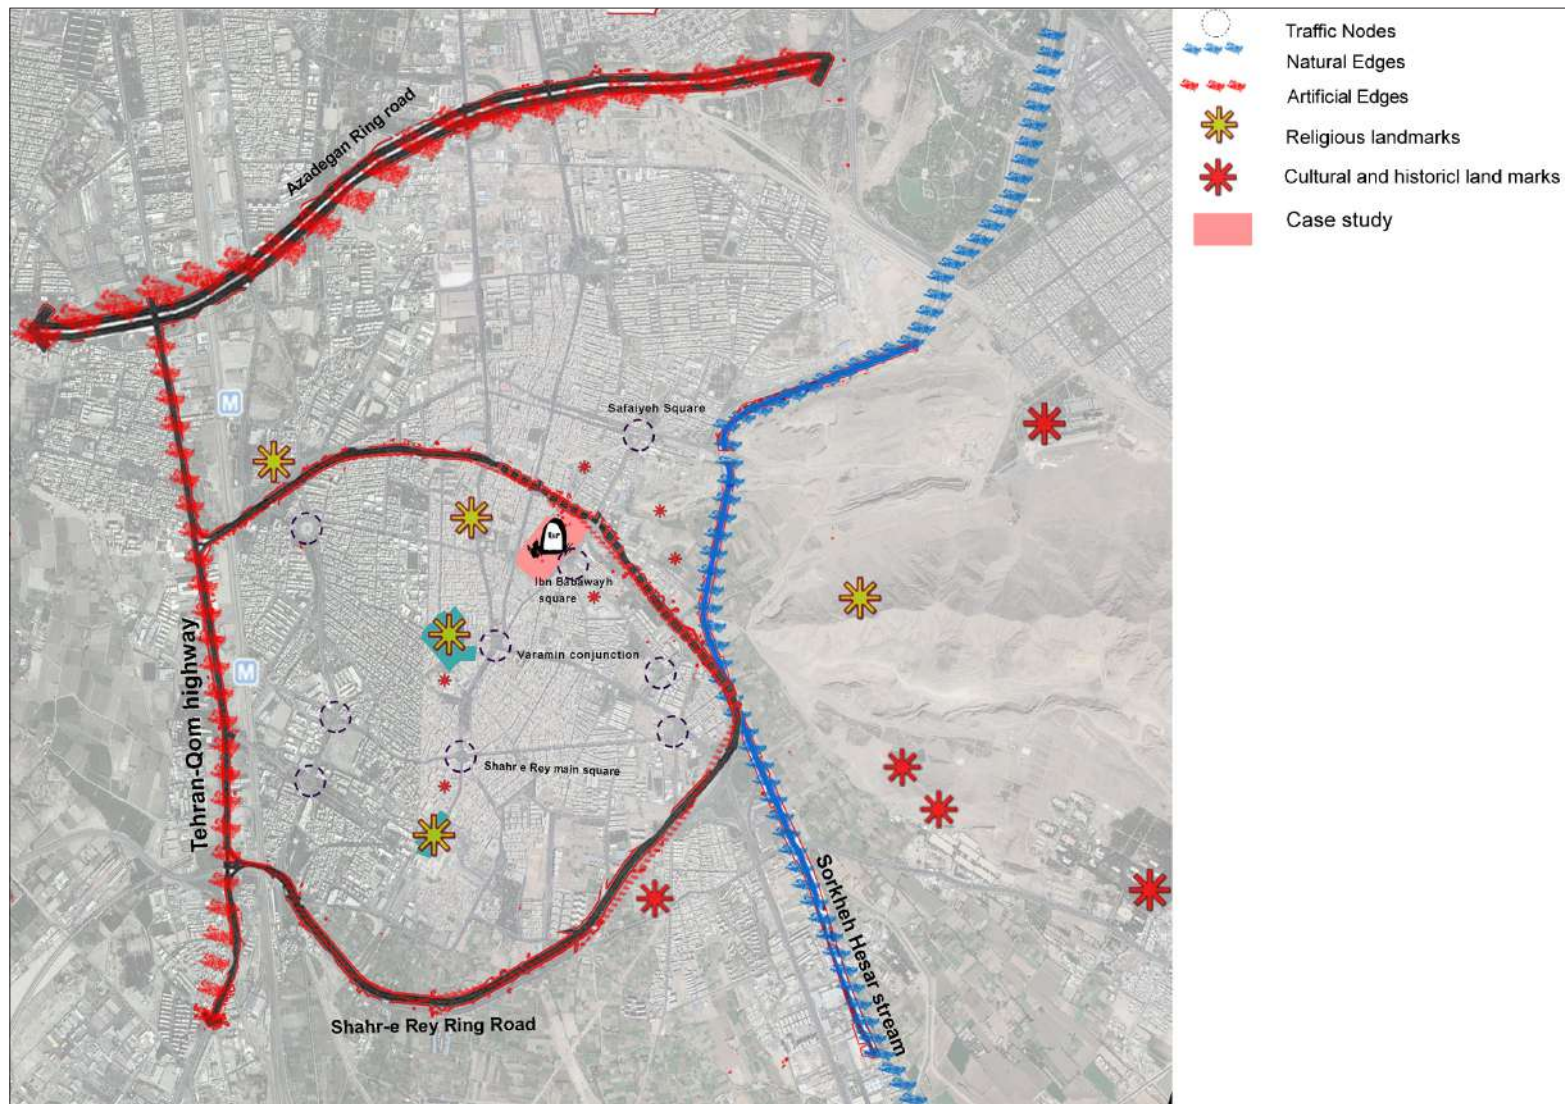 Traffic Nodes
Natural Edges
Artificial Edges
Religious landmarks
Cultural and historicl land marks
Case study
Azadegan Ring road
M
Safaiyeh Square
Ibn Babawayh
square
Varamin conjunction
M
Tehran-Qom highway
Shahr e Rey main square
Sorkheh Hesar stream
Shahr-e Rey Ring Road